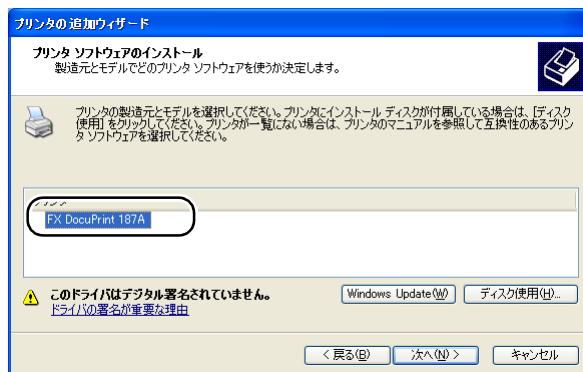 プリンタの追加ウィザード
プリンタ ソフトウェアのインストール
製造元とモデルでどのプリンタ ソフトウェアを使うか決定します。
プリンタの製造元とモデルを選択してください。プリンタにインストール ディスクが付属している場合は、[ディスク
使用] をクリックしてください。プリンタが一覧にない場合は、プリンタのマニュアルを参照して互換性のあるプリン
タ ソフトウェアを選択してください。
FX DocuPrint 187A
このドライバはデジタル署名されていません。
Windows Update(W)
ディスク使用(H)...
ドライバの署名が重要な理由
< 戻る(B)
次へ(N) >
キャンセル